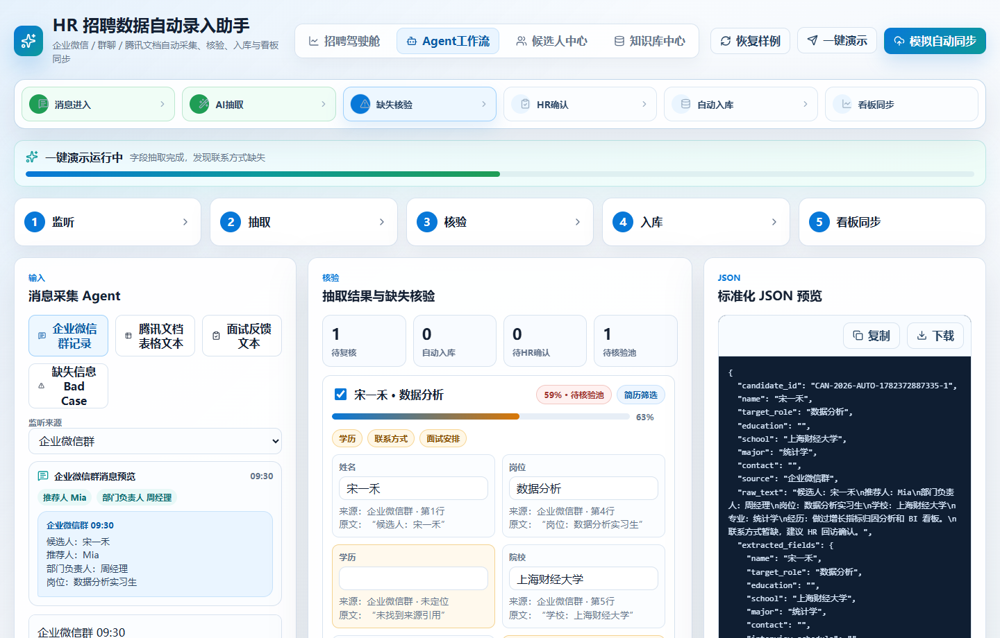 HR 招聘数据自动录入助手
企业微信 / 群聊 / 腾讯文档自动采集、核验、入库与看板
同步
招聘驾驶舱
Agent工作流
候选人中心
知识库中心
恢复样例
一键演示
模拟自动同步
消息进入
AI抽取
缺失核验
HR确认
自动入库
看板同步
一键演示运行中 字段抽取完成，发现联系方式缺失
1 监听
2 抽取
3 核验
4 入库
5 看板同步
输入
消息采集 Agent
企业微信
群记录
腾讯文档
表格文本
面试反馈
文本
缺失信息
Bad
Case
监听来源
企业微信群
企业微信群消息预览 09:30
推荐人 Mia 部门负责人 周经理
企业微信群 09:30
候选人：宋一禾
推荐人：Mia
部门负责人：周经理
岗位：数据分析实习生
企业微信群 09:30
核验
抽取结果与缺失核验
1
待复核
0
自动入库
0
待HR确认
1
待核验池
宋一禾 • 数据分析
59% • 待核验池
简历筛选
63%
学历
联系方式
面试安排
姓名
宋一禾
来源：企业微信群 · 第1行
原文：“候选人：宋一禾”
岗位
数据分析
来源：企业微信群 · 第4行
原文：“岗位：数据分析实习生”
学历
来源：企业微信群 · 未定位
原文：“未找到来源引用”
院校
上海财经大学
来源：企业微信群 · 第5行
原文：“学校：上海财经大学”
JSON
标准化 JSON 预览
复制
下载
{
"candidate_id": "CAN-2026-AUTO-1782372887335-1",
"name": "宋一禾",
"target_role": "数据分析",
"education": "",
"school": "上海财经大学",
"major": "统计学",
"contact": "",
"source": "企业微信群",
"raw_text": "候选人：宋一禾\n推荐人：Mia\n部门负责
人：周经理\n岗位：数据分析实习生\n学校：上海财经大学\n
专业：统计学\n经历：做过增长指标归因分析和 BI 看板。\n
联系方式暂缺，建议 HR 回访确认。",
"extracted_fields": {
"name": "宋一禾",
"target_role": "数据分析",
"education": "",
"school": "上海财经大学",
"major": "统计学",
"contact": "",
"interview_schedule": ""